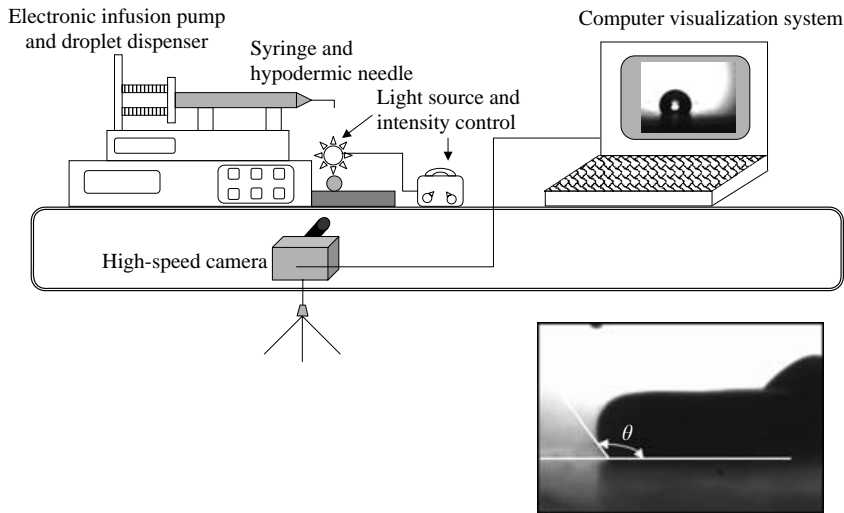 Electronic infusion pump
and droplet dispenser
Computer visualization system
Syringe and
hypodermic needle
Light source and
intensity control
High-speed camera
θ